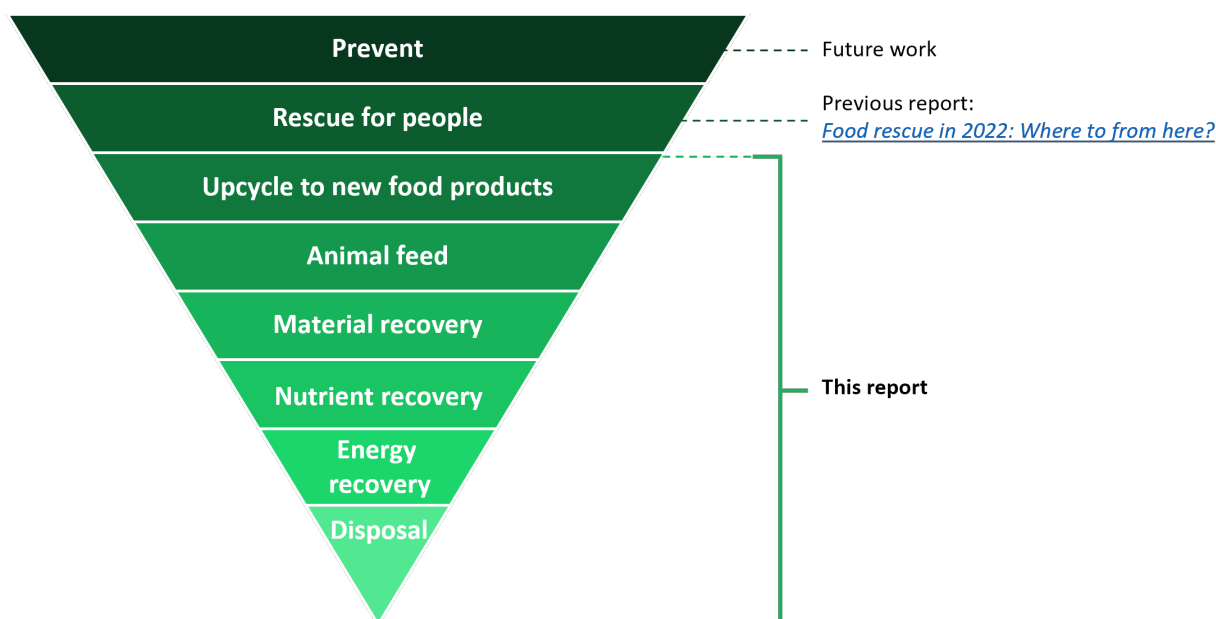 Prevent
Future work
Rescue for people
Previous report:
Food rescue in 2022: Where to from here?
Upcycle to new food products
Animal feed
Material recovery
Nutrient recovery
This report
Energy
recovery
Disposal